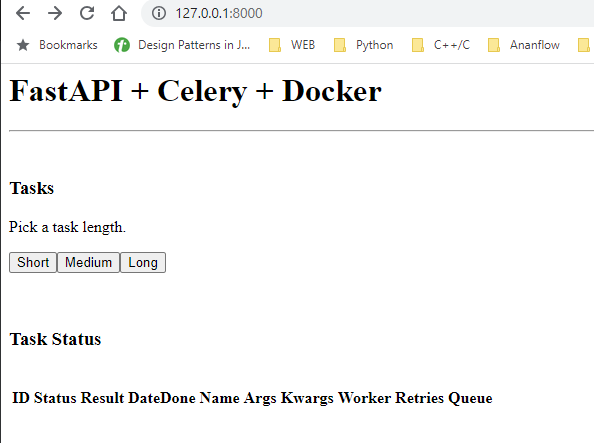 127.0.0.1:8000
Bookmarks Design Patterns in J... WEB Python C++/C Ananflow
FastAPI + Celery + Docker
Tasks
Pick a task length.
Short Medium Long
Task Status
ID Status Result DateDone Name Args Kwargs Worker Retries Queue